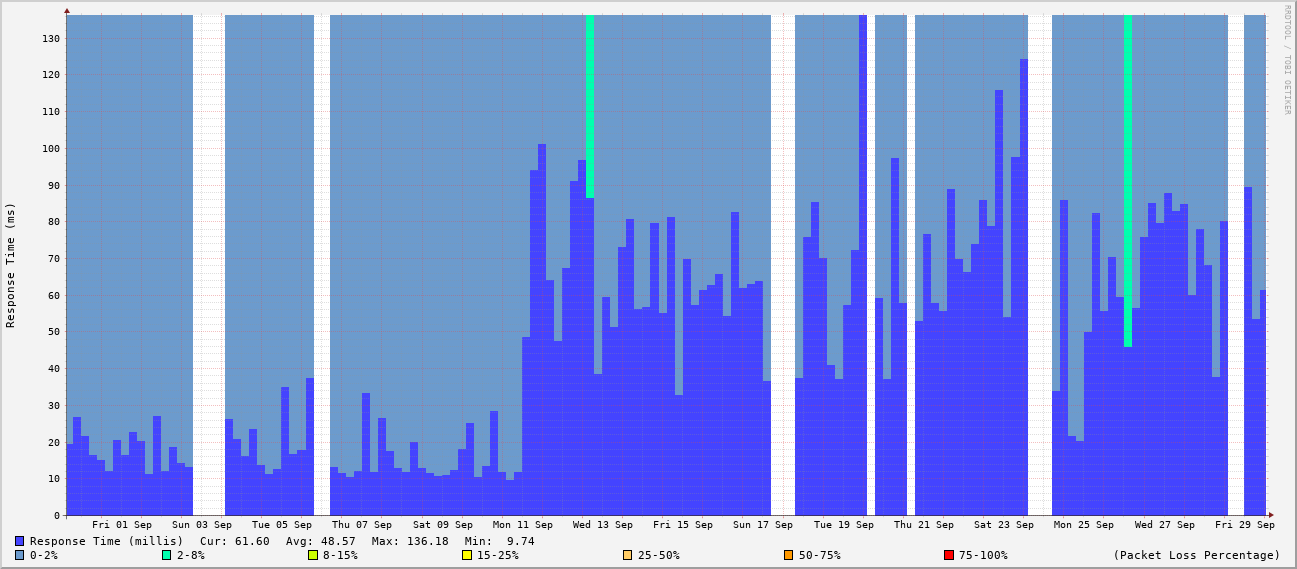 RRDTOOL / TOBI OETIKER
Response Time (ms)
130
120
110
100
90
80
70
60
50
40
30
20
10
0
Fri 01 Sep Sun 03 Sep Tue 05 Sep Thu 07 Sep Sat 09 Sep Mon 11 Sep Wed 13 Sep Fri 15 Sep Sun 17 Sep Tue 19 Sep Thu 21 Sep Sat 23 Sep Mon 25 Sep Wed 27 Sep Fri 29 Sep
Response Time (millis) Cur: 61.60 Avg: 48.57 Max: 136.18 Min: 9.74
0-2% 2-8% 8-15% 15-25% 25-50% 50-75% 75-100% (Packet Loss Percentage)